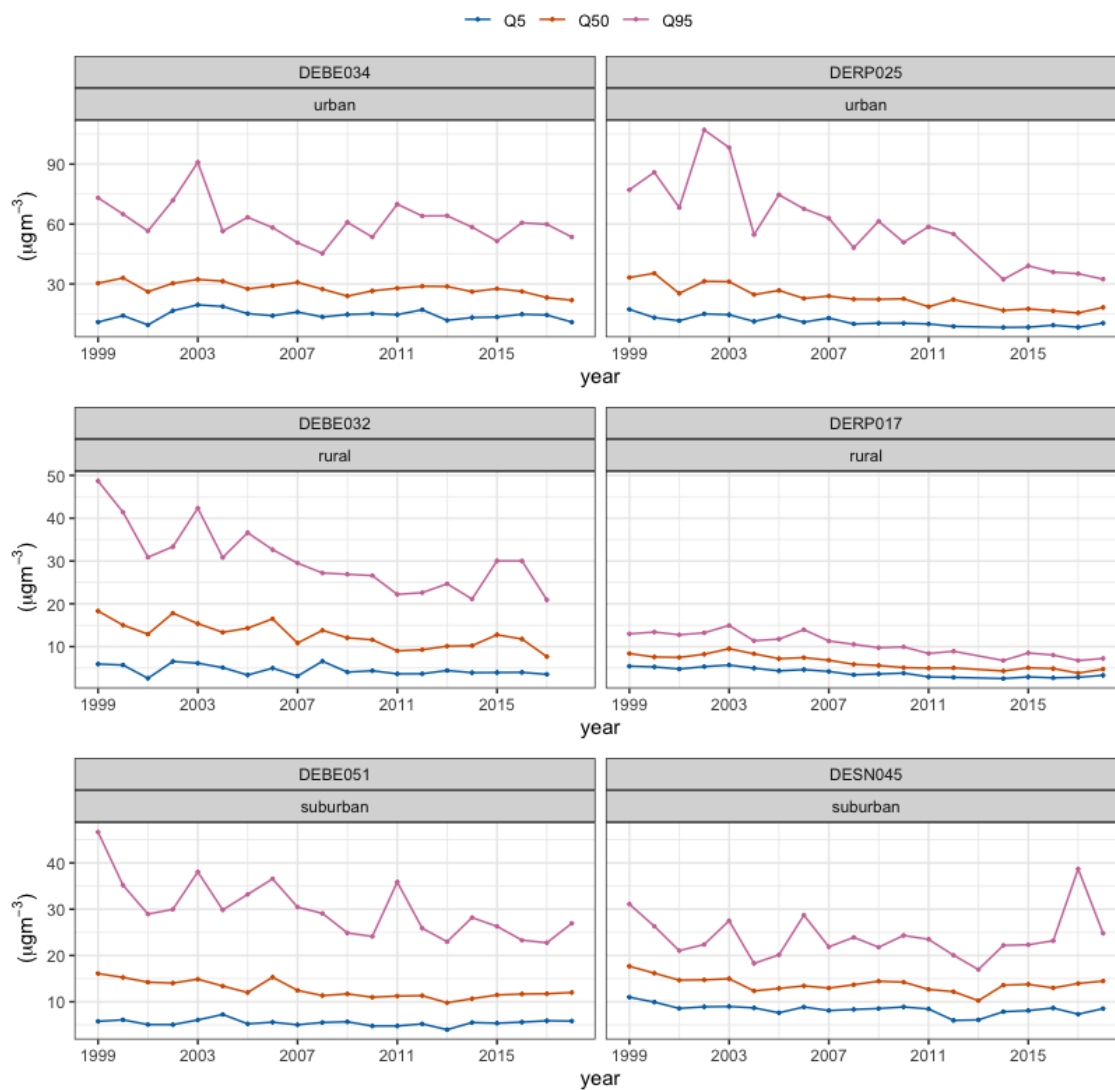 Q5 Q50 Q95
DEBE034 DERP025
urban urban
90
60
30
(µgm⁻³)
1999 2003 2007 2011 2015 1999 2003 2007 2011 2015
year year
DEBE032 DERP017
rural rural
50
40
30
20
10
(µgm⁻³)
1999 2003 2007 2011 2015 1999 2003 2007 2011 2015
year year
DEBE051 DESN045
suburban suburban
40
30
20
10
(µgm⁻³)
1999 2003 2007 2011 2015 1999 2003 2007 2011 2015
year year